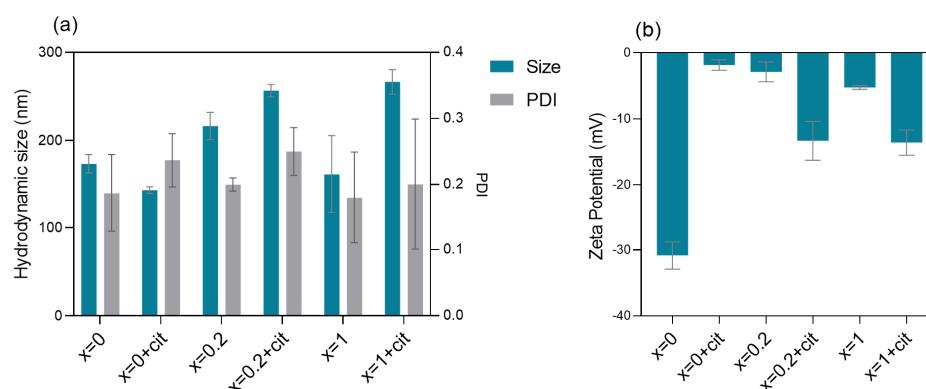 (a)
300
200
100
0
Hydrodynamic size (nm)
0.4
0.3
0.2
0.1
0.0
PDI
Size
PDI
x=0
x=0+cit
x=0.2
x=0.2+cit
x=1
x=1+cit
(b)
0
-10
-20
-30
-40
Zeta Potential (mV)
x=0
x=0+cit
x=0.2
x=0.2+cit
x=1
x=1+cit